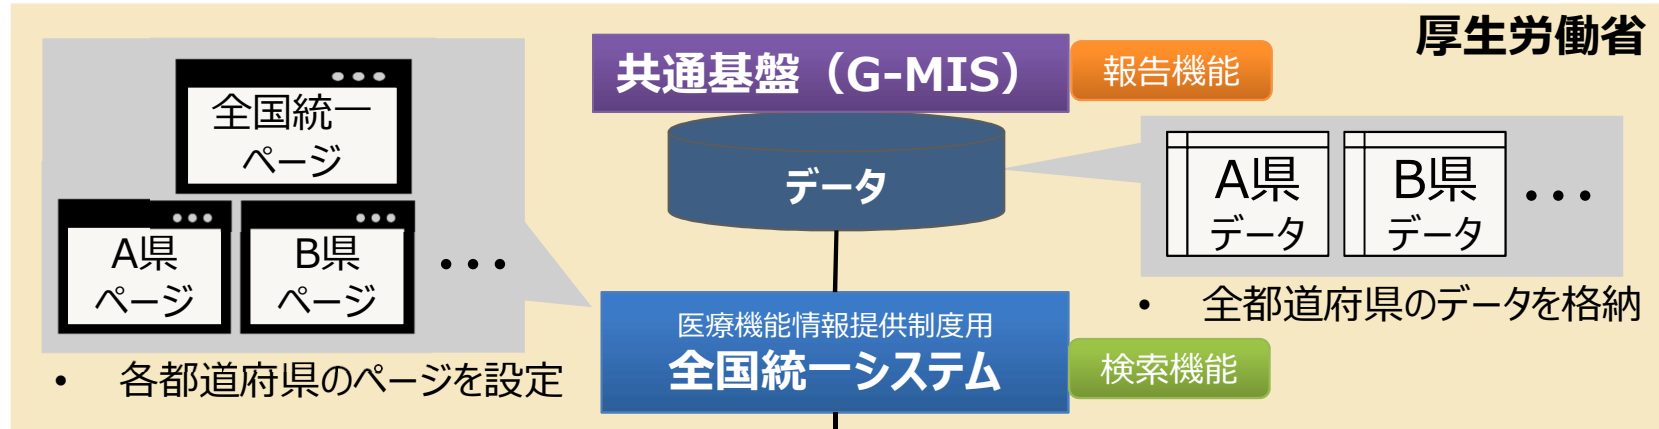 厚生労働省
共通基盤（G-MIS）
報告機能
全国統一
ページ
A県
ページ
B県
ページ
・・・
• 各都道府県のページを設定
データ
A県
データ
B県
データ
・・・
• 全都道府県のデータを格納
医療機能情報提供制度用
全国統一システム
検索機能